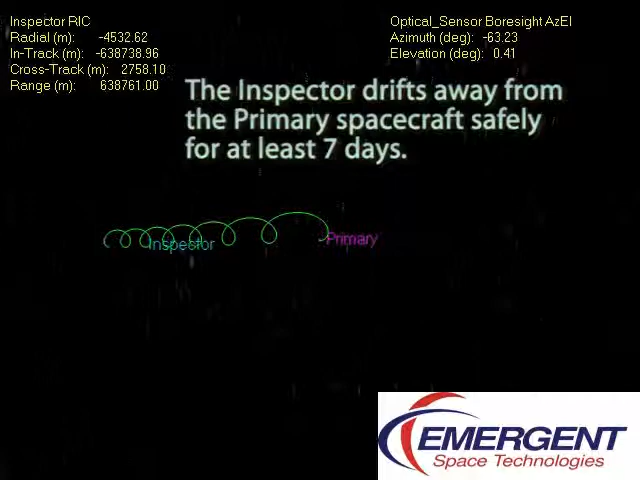 Inspector RIC
Radial (m): -4532.62
In-Track (m): -638738.96
Cross-Track (m): 2758.10
Range (m): 638761.00
Optical_Sensor Boresight AzEl
Azimuth (deg): -63.23
Elevation (deg): 0.41
The Inspector drifts away from
the Primary spacecraft safely
for at least 7 days.
Inspector
Primary
EMERGENT
Space Technologies